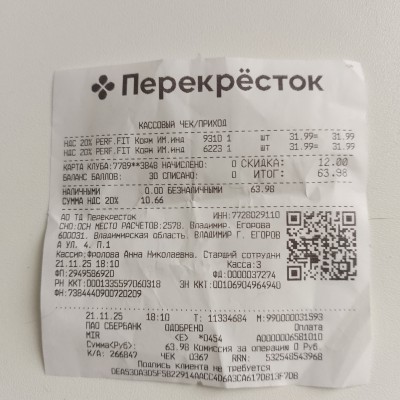 Перекрёсток
КАССОВЫЙ ЧЕК/ПРИХОД
НДС 20% PERF.FIT Корм ИМ.инд 9310 1 шт 31.99= 31.99
НДС 20% PERF.FIT Корм ИМ.инд 6223 1 шт 31.99= 31.99
КАРТА КЛУБА:7789**3848 НАЧИСЛЕНО: 0 СКИДКА: 12.00
БАЛАНС БАЛЛОВ: 30 СПИСАНО: 0 ИТОГ: 63.98
НАЛИЧНЫМИ 0.00 БЕЗНАЛИЧНЫМИ 63.98
СУММА НДС 20% 10.66
АО ТД Перекресток ИНН:7728029110
СНО:ОСН МЕСТО РАСЧЕТОВ:2578. Владимир. Егорова
600031. Владимирская область. ВЛАДИМИР Г. ЕГОРОВ
А УЛ. 4. П.1
Кассир:Фролова Анна Николаевна. Старший сотрудни
21.11.25 18:10 Касса:3
ФП:2949586920 ФД:0000037274
РН ККТ:0001335597060318 ЗН ККТ:00106904964940
ФН:7384440900720209
21.11.25 18:10 Т: 11334684 М:990000031593
ПАО СБЕРБАНК ОДОБРЕНО Оплата
MIR <E> *0454 A0000006581010
Сумма(Руб): 63.98 Комиссия за операцию 0 Руб.
К/А: 266847 ЧЕК 0367 RRN: 532548543968
Подпись клиента не требует